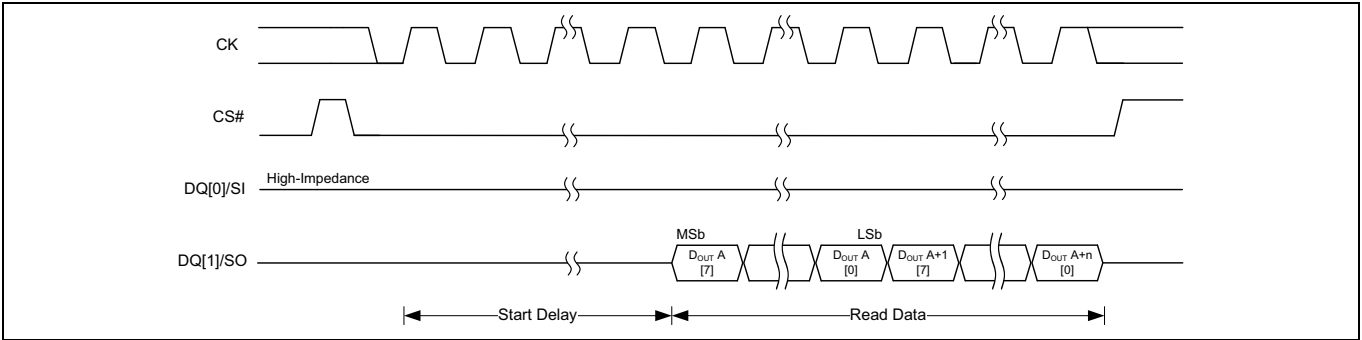 CK
CS#
DQ[0]/SI
High-Impedance
DQ[1]/SO
MSb
LSb
DOUT A
[7]
DOUT A
[0]
DOUT A+1
[7]
DOUT A+n
[0]
Start Delay
Read Data